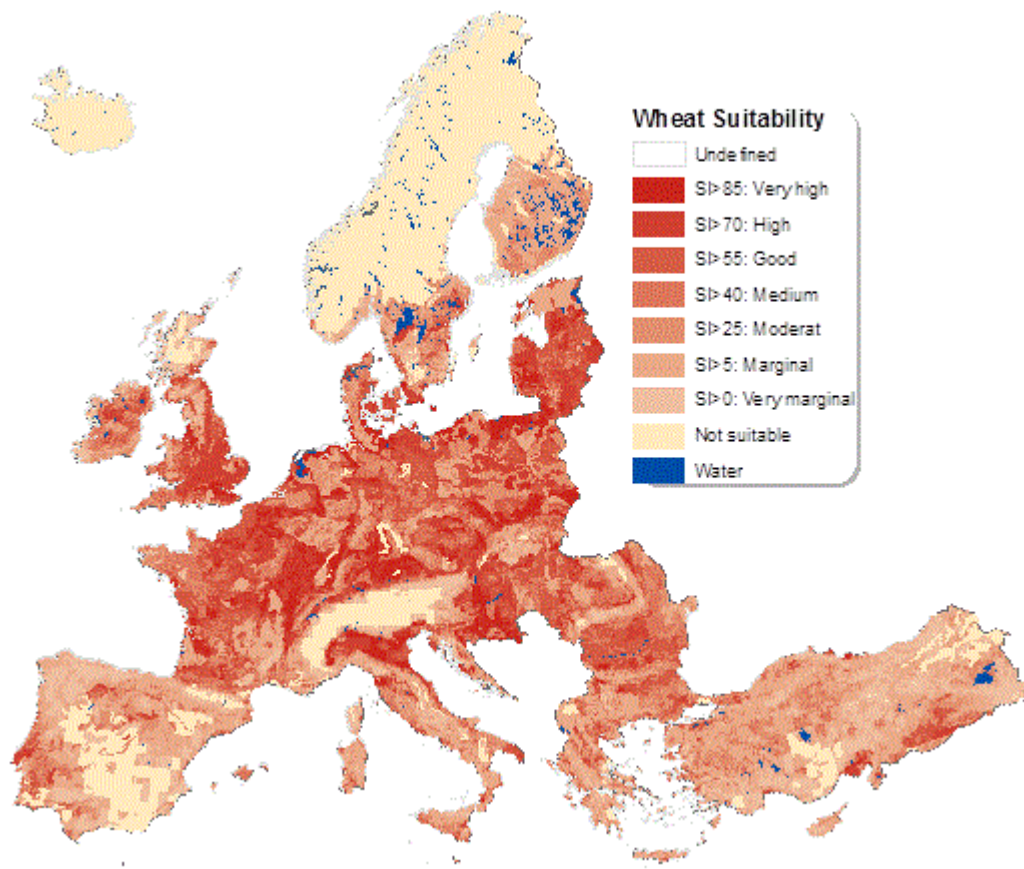 Wheat Suitability
Undefined
SI>85: Very high
SI>70: High
SI>55: Good
SI>40: Medium
SI>25: Moderat
SI>5: Marginal
SI>0: Very marginal
Not suitable
Water